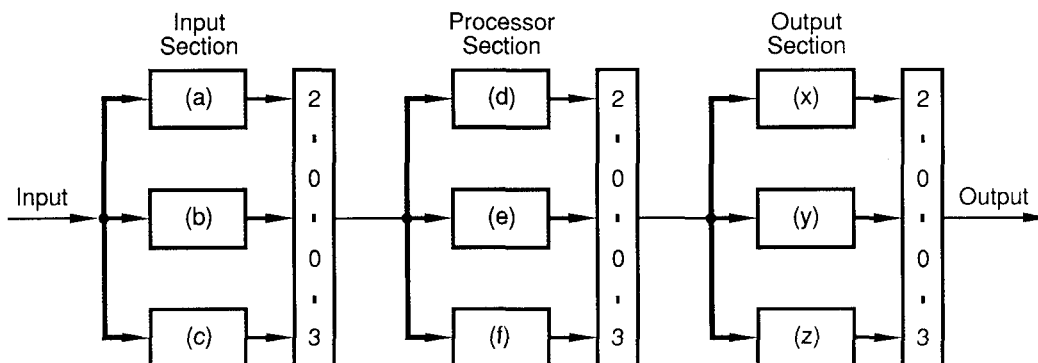 Input
Section
Processor
Section
Output
Section
(a)
(d)
(x)
2
-
0
-
0
-
3
2
-
0
-
0
-
3
2
-
0
-
0
-
3
Input
(b)
(e)
(y)
Output
(c)
(f)
(z)